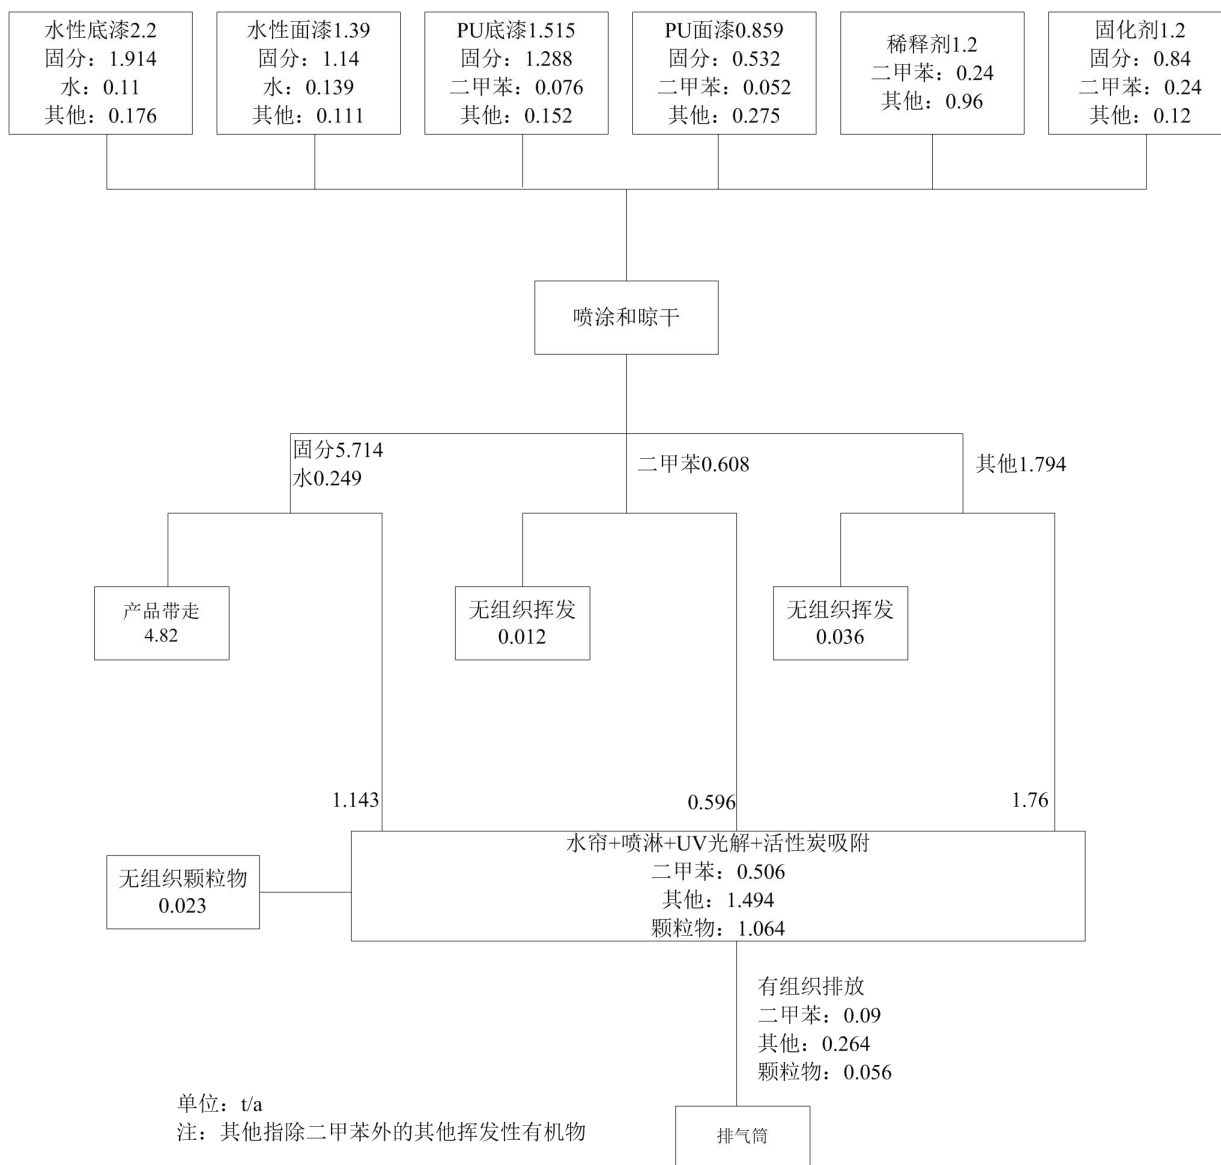 水性底漆2.2
固分：1.914
水：0.11
其他：0.176
水性面漆1.39
固分：1.14
水：0.139
其他：0.111
PU底漆1.515
固分：1.288
二甲苯：0.076
其他：0.152
PU面漆0.859
固分：0.532
二甲苯：0.052
其他：0.275
稀释剂1.2
二甲苯：0.24
其他：0.96
固化剂1.2
固分：0.84
二甲苯：0.24
其他：0.12
喷涂和晾干
固分5.714
水0.249
二甲苯0.608
其他1.794
产品带走
4.82
无组织挥发
0.012
无组织挥发
0.036
1.143
0.596
1.76
水帘+喷淋+UV光解+活性炭吸附
二甲苯：0.506
其他：1.494
颗粒物：1.064
无组织颗粒物
0.023
有组织排放
二甲苯：0.09
其他：0.264
颗粒物：0.056
排气筒
单位：t/a
注：其他指除二甲苯外的其他挥发性有机物